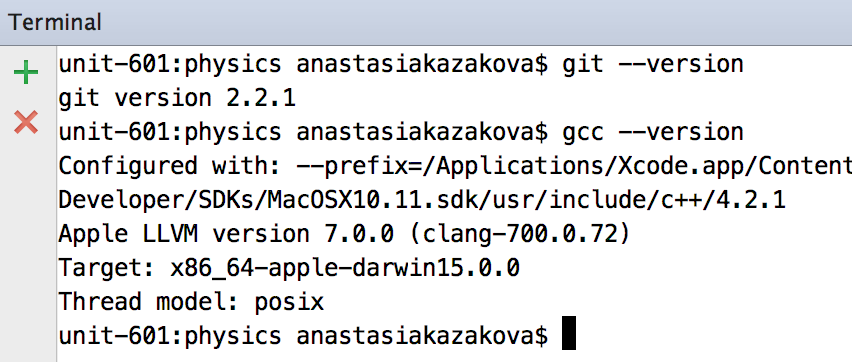 Terminal
unit-601:physics anastasiakazakova$ git --version
git version 2.2.1
unit-601:physics anastasiakazakova$ gcc --version
Configured with: --prefix=/Applications/Xcode.app/Content
Developer/SDKs/MacOSX10.11.sdk/usr/include/c++/4.2.1
Apple LLVM version 7.0.0 (clang-700.0.72)
Target: x86_64-apple-darwin15.0.0
Thread model: posix
unit-601:physics anastasiakazakova$